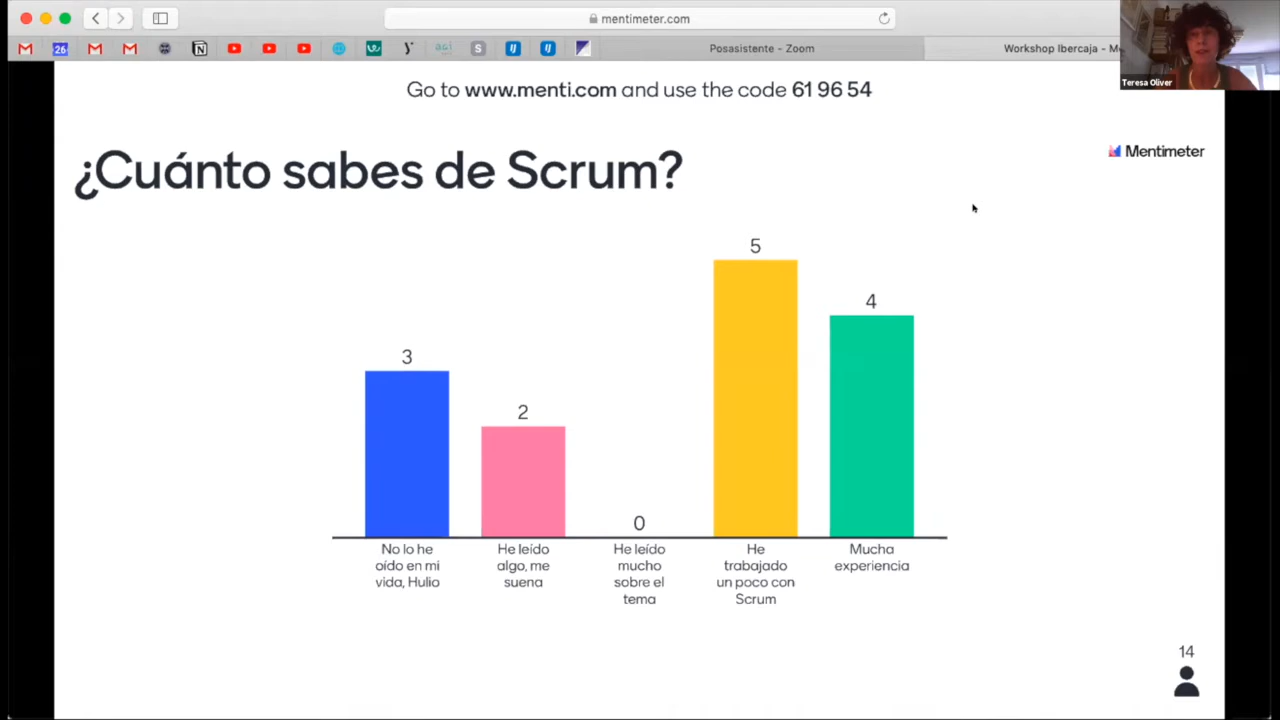 mentimeter.com
26
Posasistente - Zoom
Workshop Ibercaja - M
Teresa Oliver
Go to www.menti.com and use the code 61 96 54
Mentimeter
¿Cuánto sabes de Scrum?
5
4
3
2
0
No lo he
oído en mi
vida, Hulio
He leído
algo, me
suena
He leído
mucho
sobre el
tema
He
trabajado
un poco con
Scrum
Mucha
experiencia
14